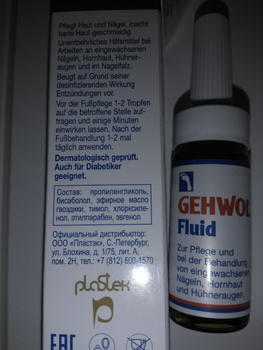 Pflegt Haut und Nägel, macht
harte Haut geschmeidig.
Unentbehrliches Hilfsmittel bei
Arbeiten an eingewachsenen
Nägeln, Hornhaut, Hühner-
augen und im Nagelfalz.
Beugt auf Grund seiner
desinfizierenden Wirkung
Entzündungen vor.
Vor der Fußpflege 1-2 Tropfen
auf die betroffene Stelle auf-
tragen und einige Minuten
einwirken lassen. Nach der
Fußbehandlung 1-2 mal
täglich anwenden.
Dermatologisch geprüft.
Auch für Diabetiker
geeignet.
Состав: пропиленгликоль,
бисаболол, эфирное масло
гвоздики, тимол, хлорксиле-
нол, этилпарабен, эвгенол
Официальный дистрибьютор:
ООО «Пластэк», С.-Петербург,
ул. Блохина, д. 1/75, лит. А,
пом. 2Н, тел.: +7 (812) 600-1570
plastek
EAC
GEHWOL
Fluid
Zur Pflege und
bei der Behandlung
von eingewachsenen
Nägeln, Hornhaut
und Hühneraugen.